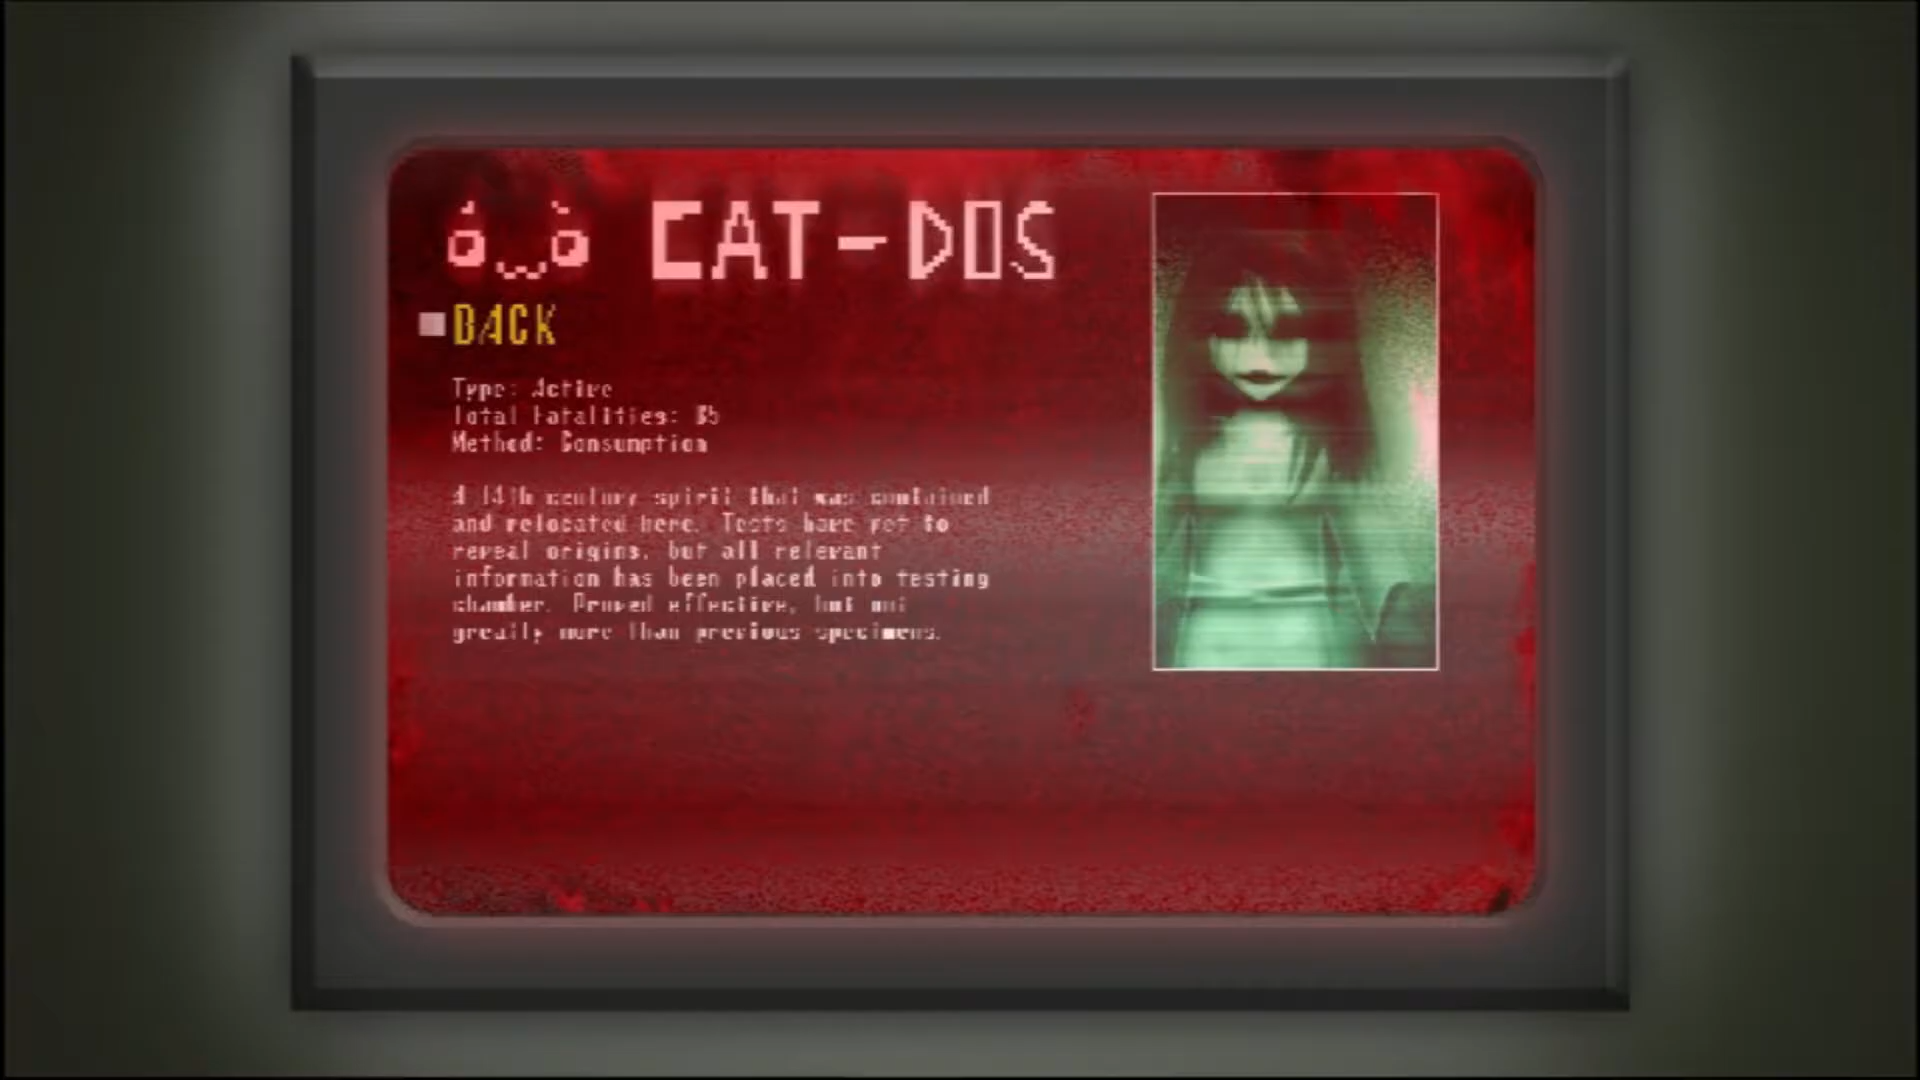 CAT-DOS
BACK
Type: Active
Total Fatalities:
Method: Consumption
A 14th century spirit that was contained
and relocated here. Tests have yet to
reveal origins, but all relevant
information has been placed into testing
chamber. Proved effective, but not
greatly more than previous specimens.